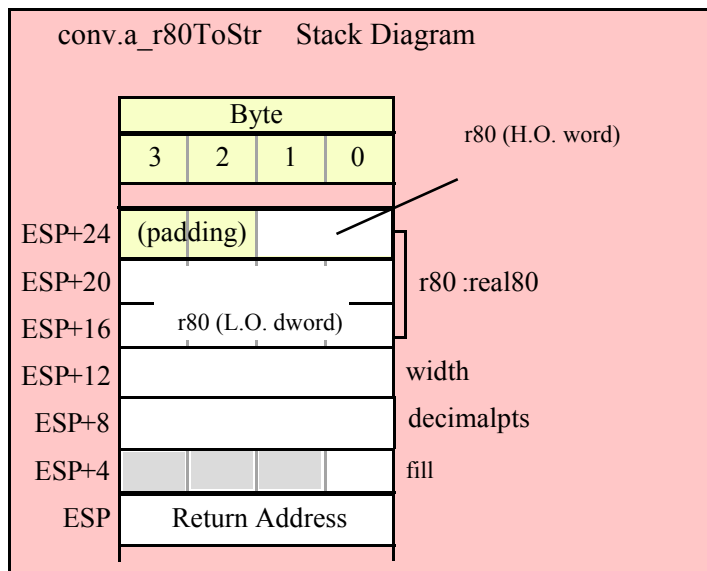 conv.a_r80ToStr Stack Diagram
Byte
3 2 1 0
r80 (H.O. word)
ESP+24 (padding)
ESP+20
r80 :real80
ESP+16 r80 (L.O. dword)
ESP+12 width
ESP+8 decimalpts
ESP+4 fill
ESP Return Address